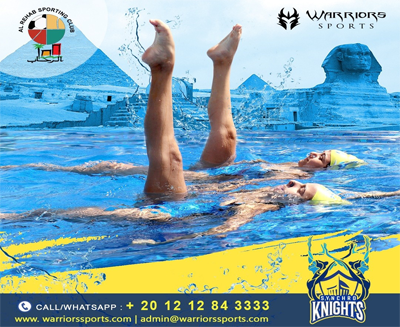 AL REHAB SPORTING CLUB
الرحاب
WARRIORS
SPORTS
SYNCHRO
KNIGHTS
CALL/WHATSAPP : + 20 12 12 84 3333
www.warriorssports.com | admin@warriorssports.com